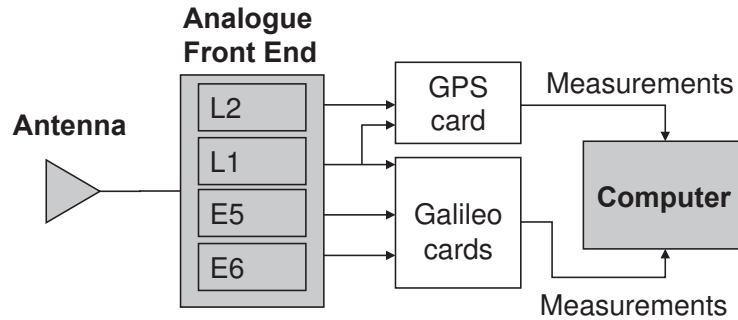 Analogue
Front End
Antenna
L2
L1
E5
E6
GPS
card
Galileo
cards
Measurements
Computer
Measurements